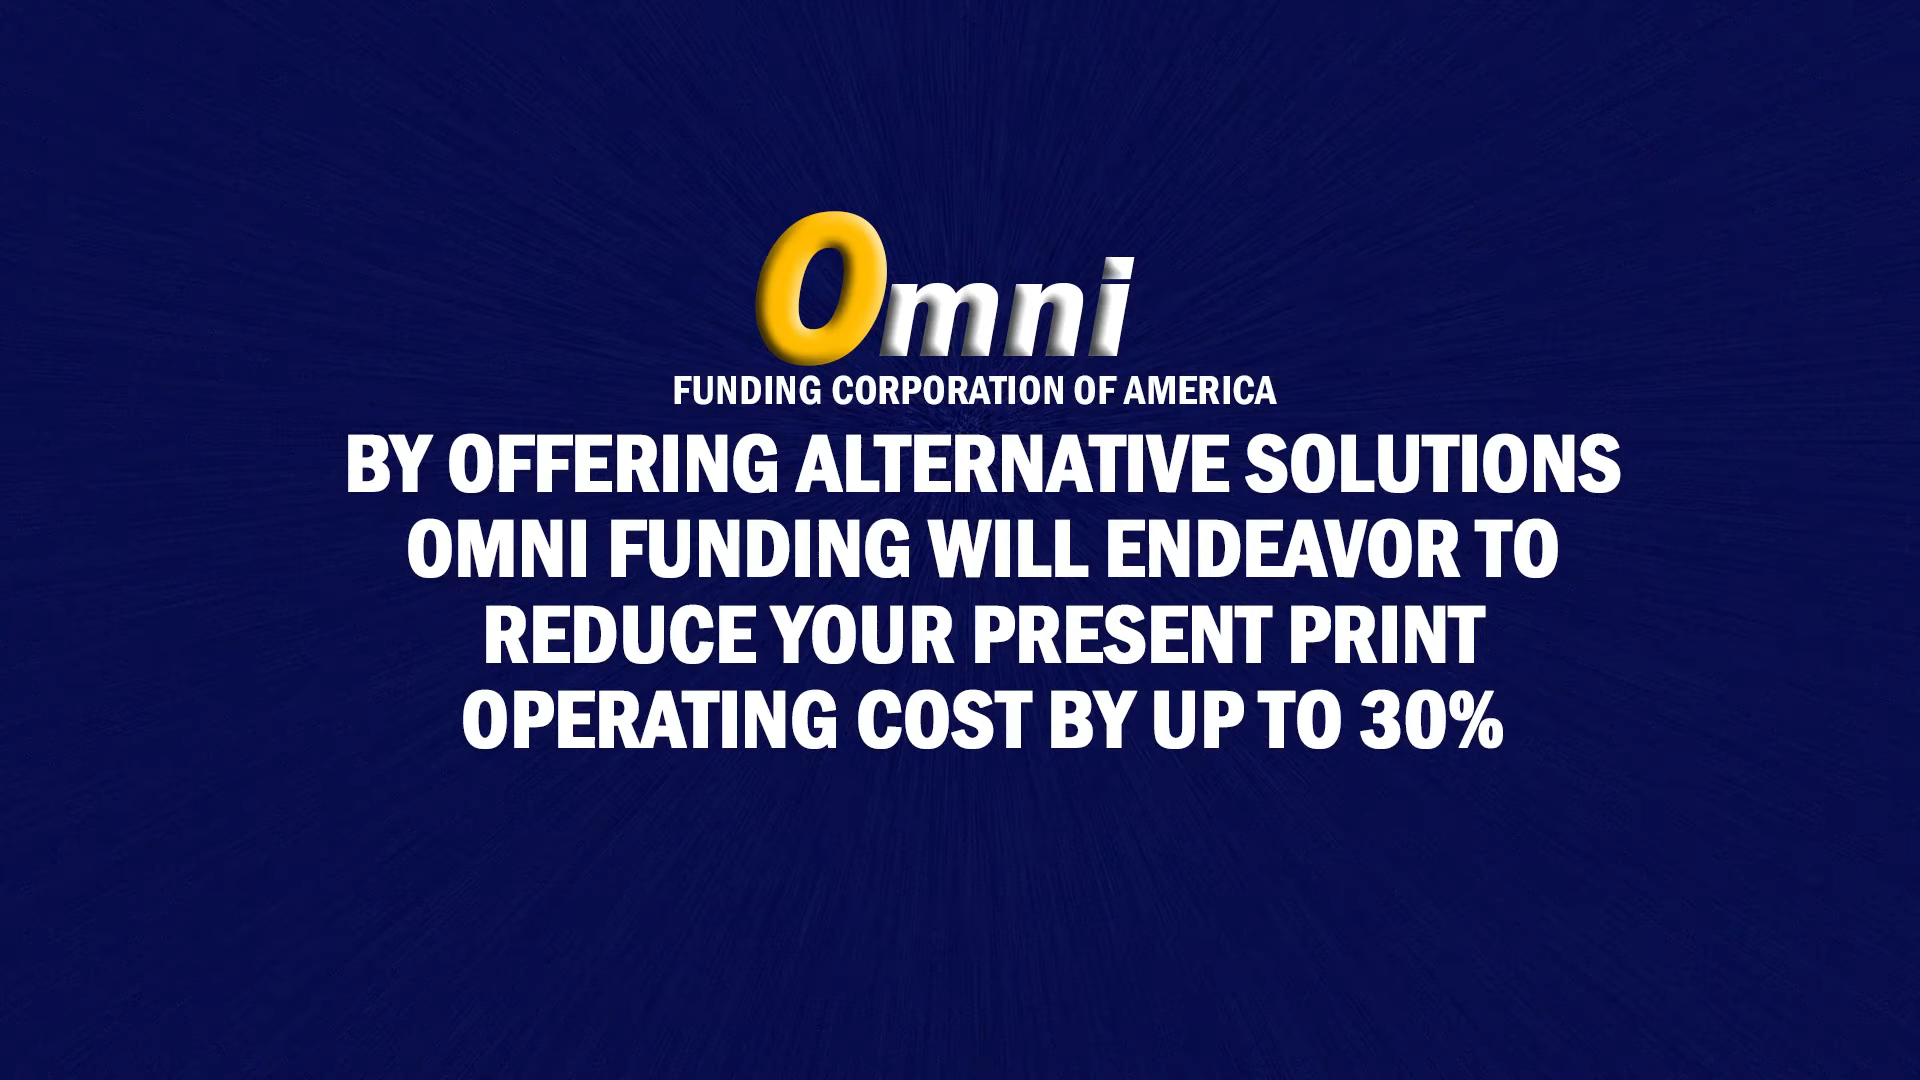 Omni
FUNDING CORPORATION OF AMERICA
BY OFFERING ALTERNATIVE SOLUTIONS
OMNI FUNDING WILL ENDEAVOR TO
REDUCE YOUR PRESENT PRINT
OPERATING COST BY UP TO 30%